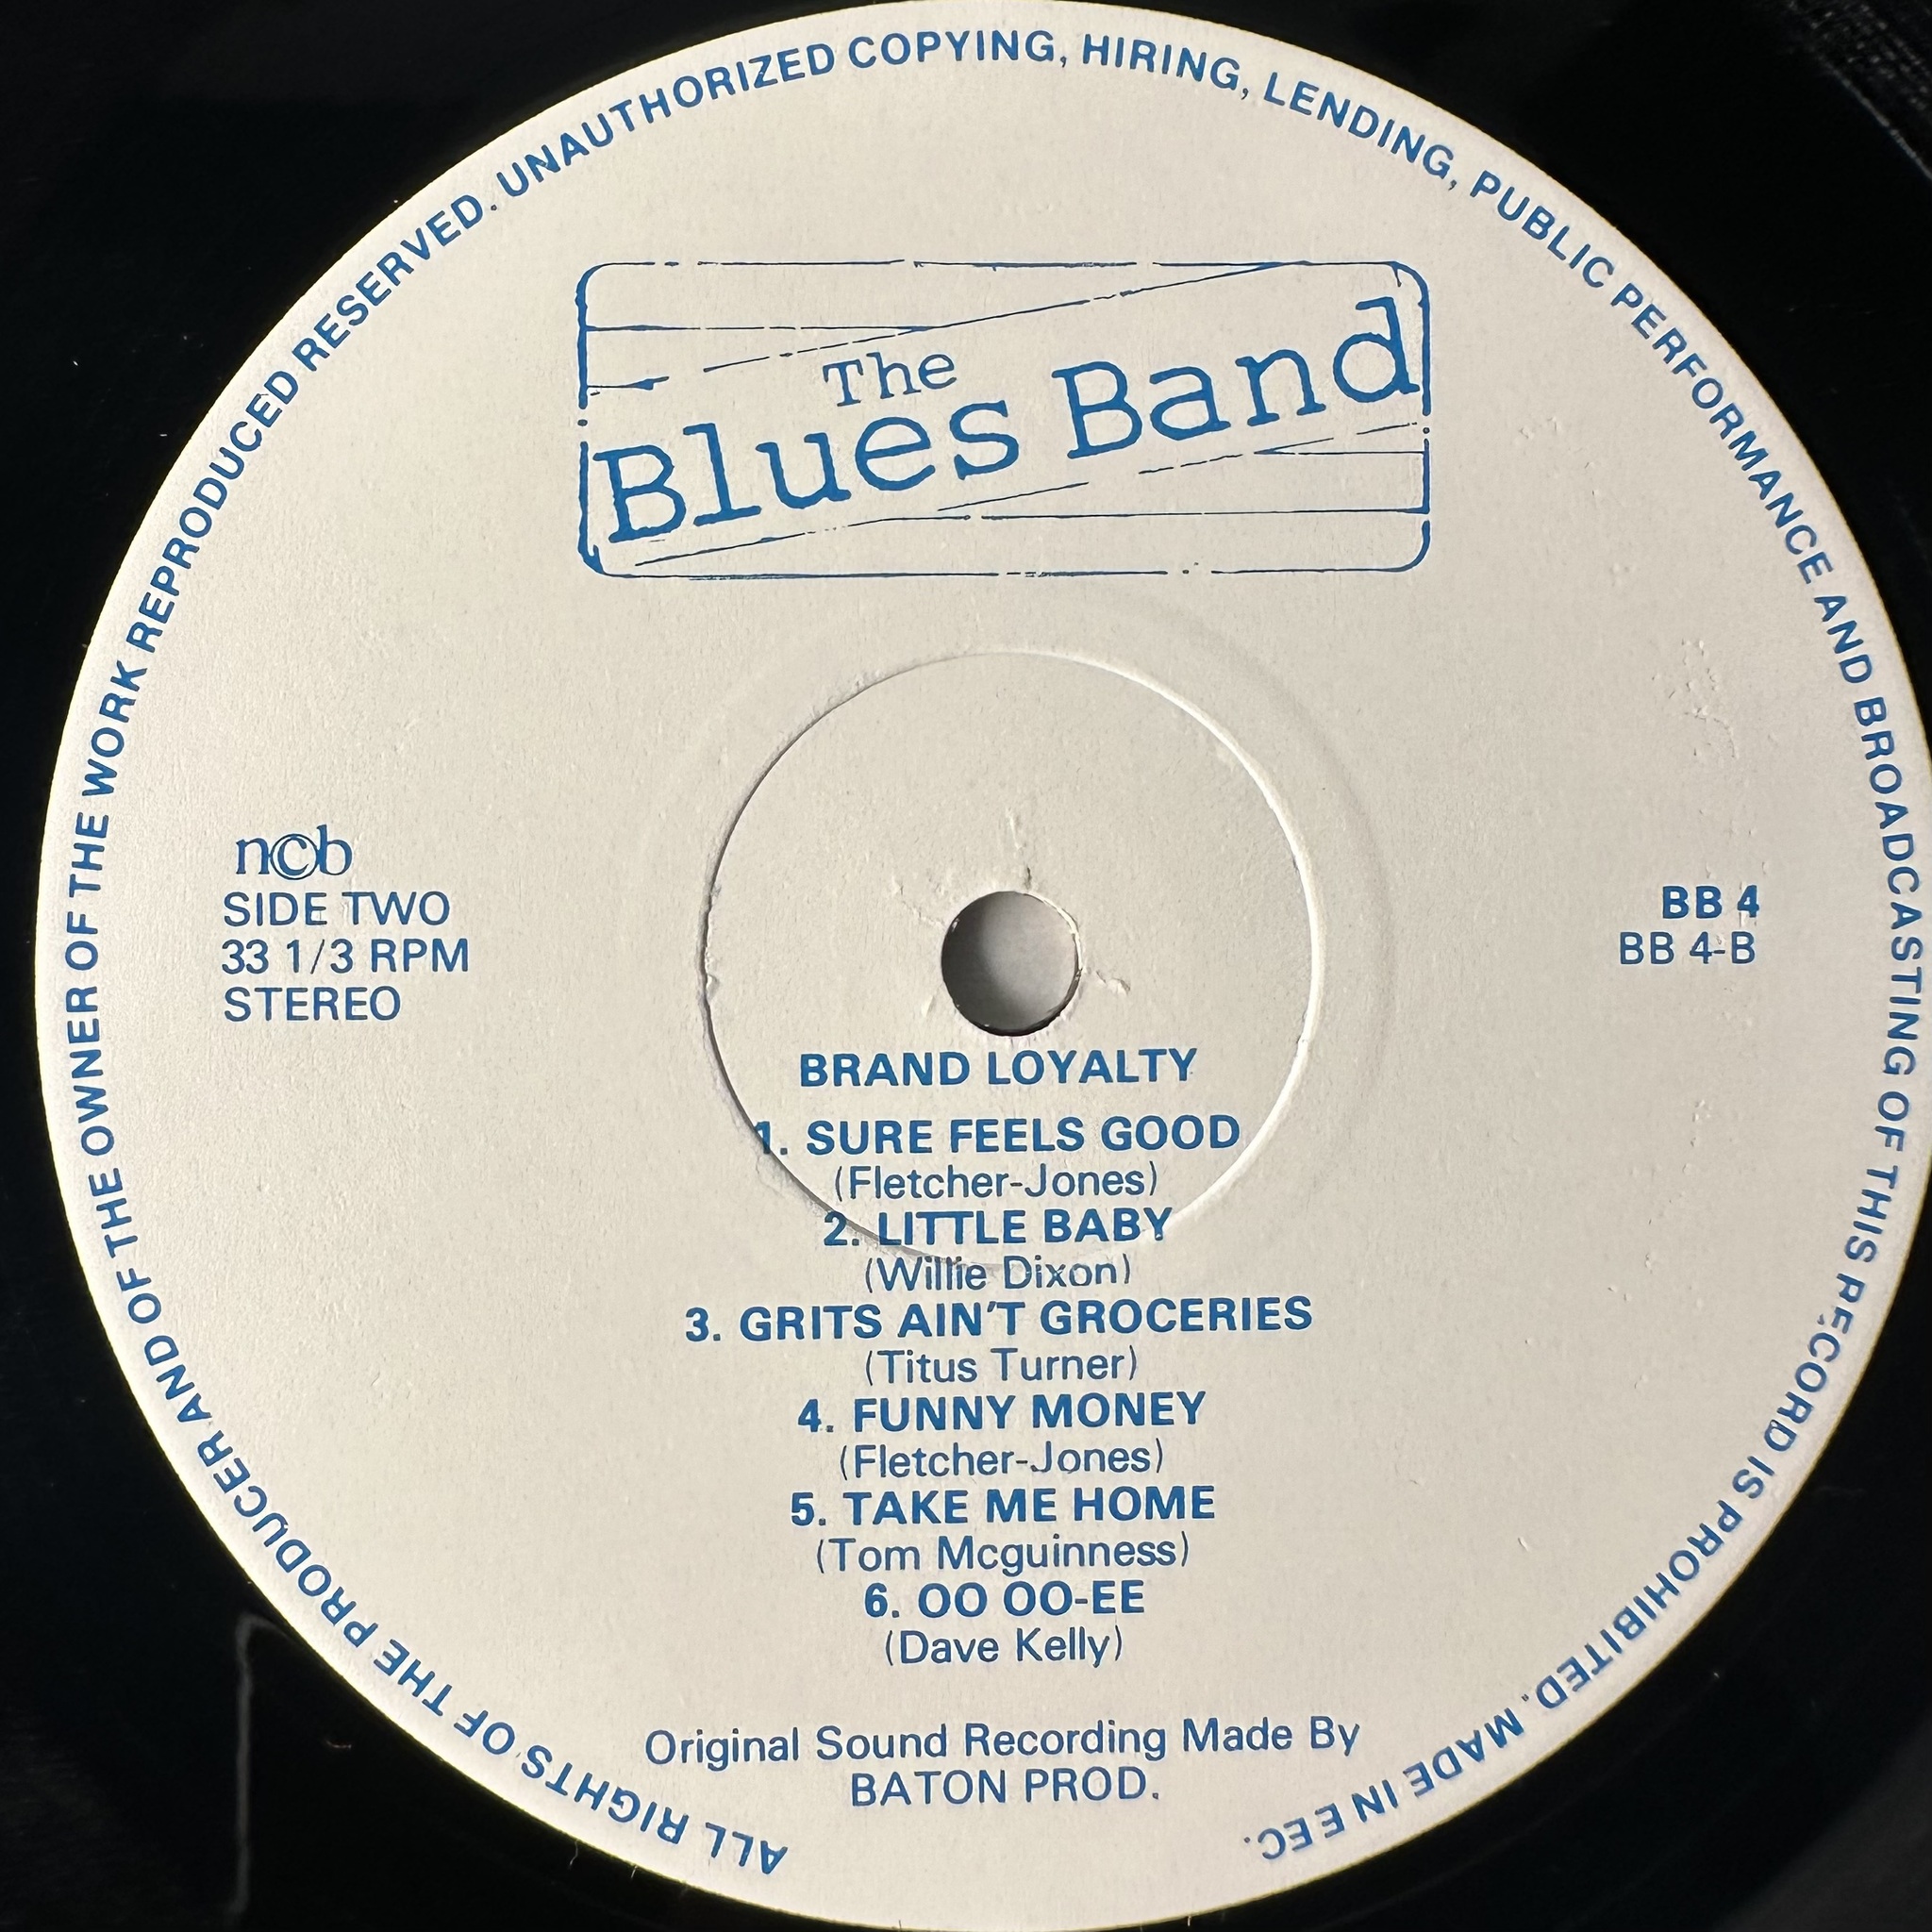 ALL RIGHTS OF THE PRODUCER AND OF THE OWNER OF THE WORK REPRODUCED RESERVED. UNAUTHORIZED COPYING, HIRING, LENDING, PUBLIC PERFORMANCE AND BROADCASTING OF THIS RECORD IS PROHIBITED. MADE IN EEC.
The
Blues Band
ncb
SIDE TWO
33 1/3 RPM
STEREO
BB 4
BB 4-B
BRAND LOYALTY
1. SURE FEELS GOOD
(Fletcher-Jones)
2. LITTLE BABY
(Willie Dixon)
3. GRITS AIN'T GROCERIES
(Titus Turner)
4. FUNNY MONEY
(Fletcher-Jones)
5. TAKE ME HOME
(Tom Mcguinness)
6. OO OO-EE
(Dave Kelly)
Original Sound Recording Made By
BATON PROD.